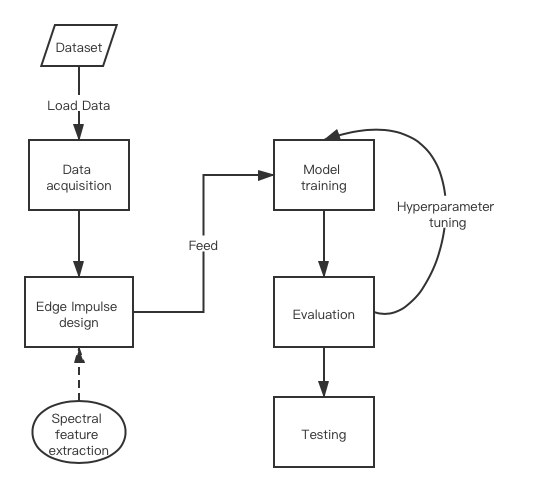 Dataset
Load Data
Data
acquisition
Edge Impulse
design
Spectral
feature
extraction
Feed
Model
training
Hyperparameter
tuning
Evaluation
Testing